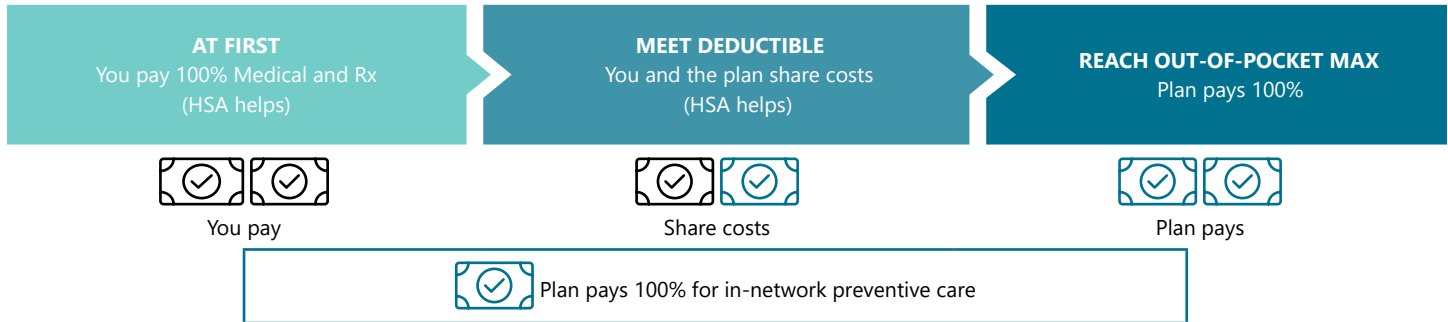 AT FIRST
You pay 100% Medical and Rx
(HSA helps)
MEET DEDUCTIBLE
You and the plan share costs
(HSA helps)
REACH OUT-OF-POCKET MAX
Plan pays 100%
You pay
Share costs
Plan pays
Plan pays 100% for in-network preventive care